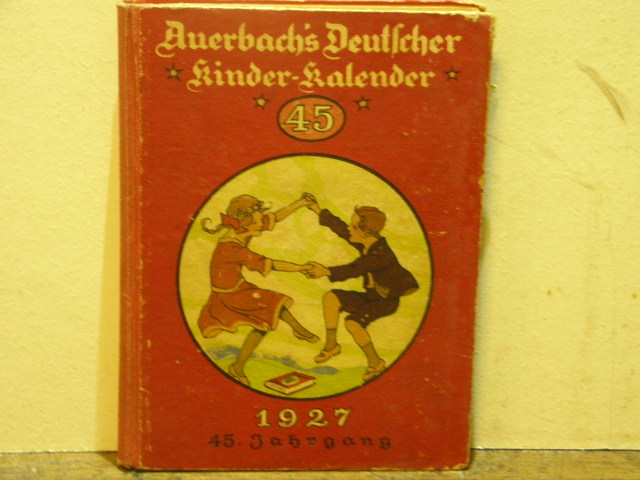 Auerbach's Deutscher
Kinder-Kalender
45
1927
45. Jahrgang